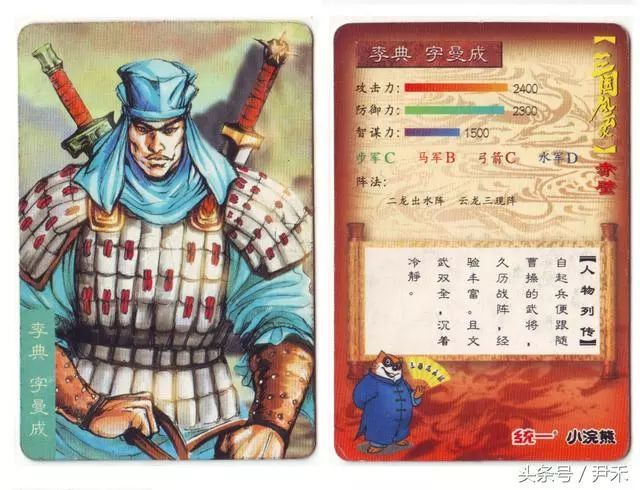 李典 字曼成
李典 字曼成
攻击力: 2400
防御力: 2300
智谋力: 1500
步军C 马军B 弓箭C 水军D
阵法:
二龙出水阵 云龙三现阵
【三国风云】
赤壁
【人物列传】
自起兵便跟随
曹操的武将，
久历战阵，经
验丰富。且文
武双全，沉着
冷靜。
统一 小浣熊
头条号 / 尹禾